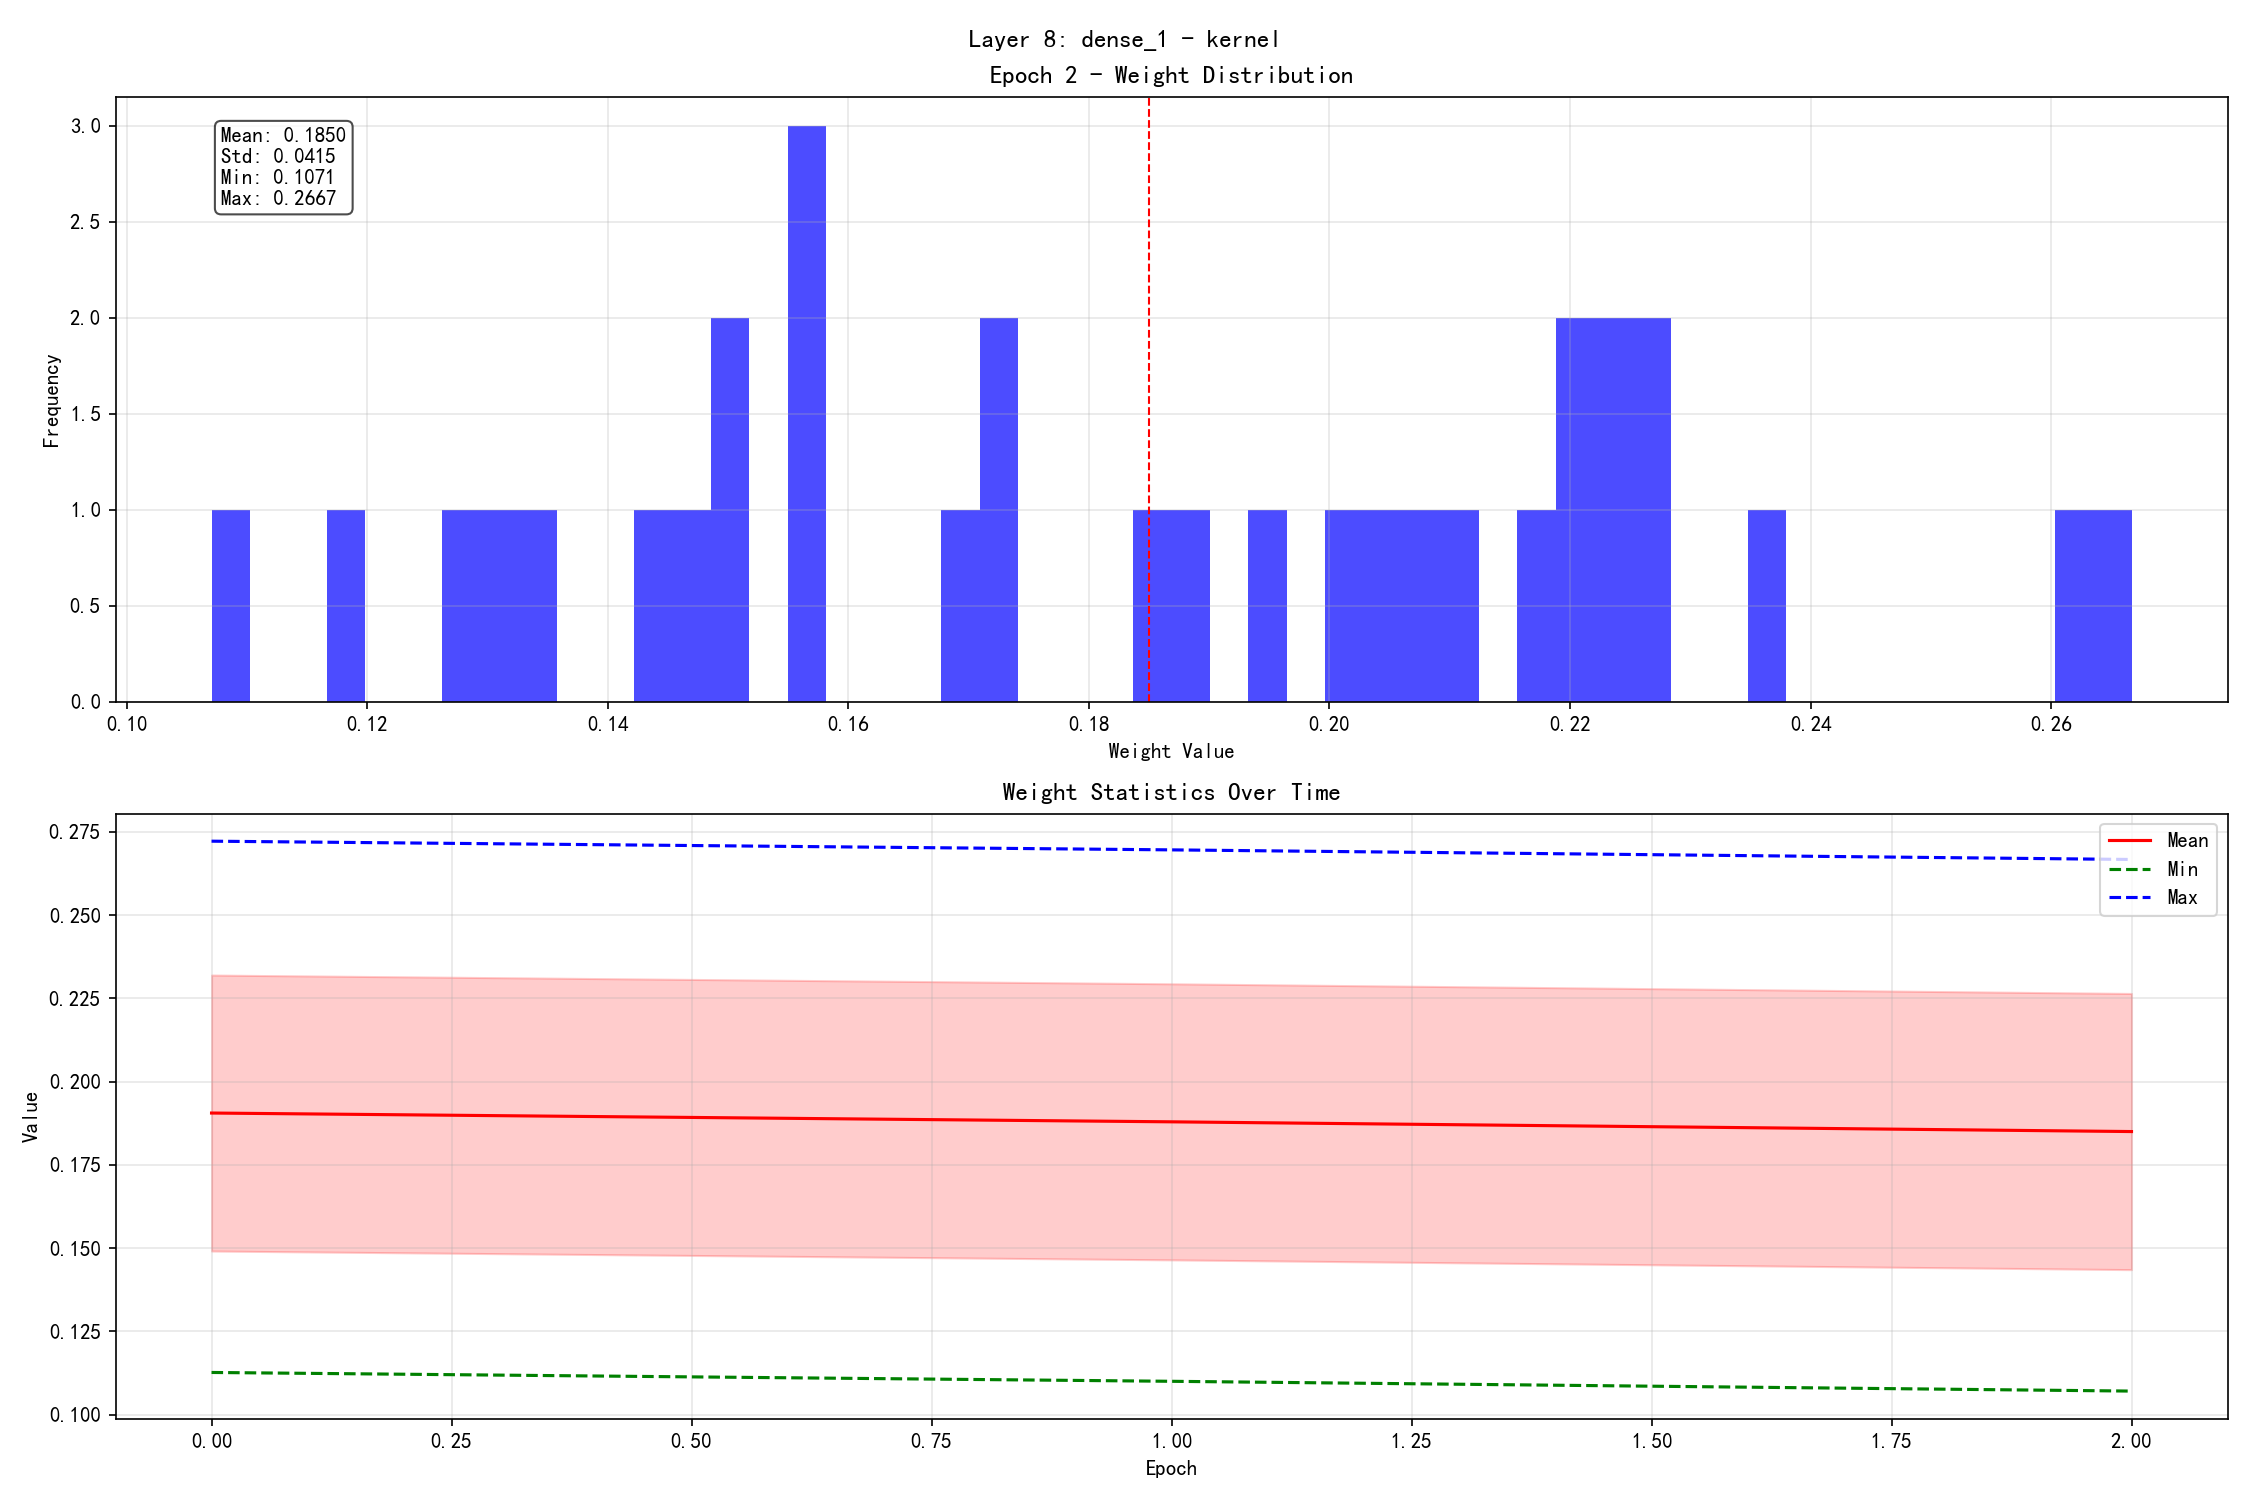 Layer 8: dense_1 - kernel
Epoch 2 - Weight Distribution
Mean: 0.1850
Std: 0.0415
Min: 0.1071
Max: 0.2667
3.0
2.5
2.0
1.5
1.0
0.5
0.0
Frequency
0.10 0.12 0.14 0.16 0.18 0.20 0.22 0.24 0.26
Weight Value
Weight Statistics Over Time
0.275
0.250
0.225
0.200
0.175
0.150
0.125
0.100
Value
Mean
Min
Max
0.00 0.25 0.50 0.75 1.00 1.25 1.50 1.75 2.00
Epoch